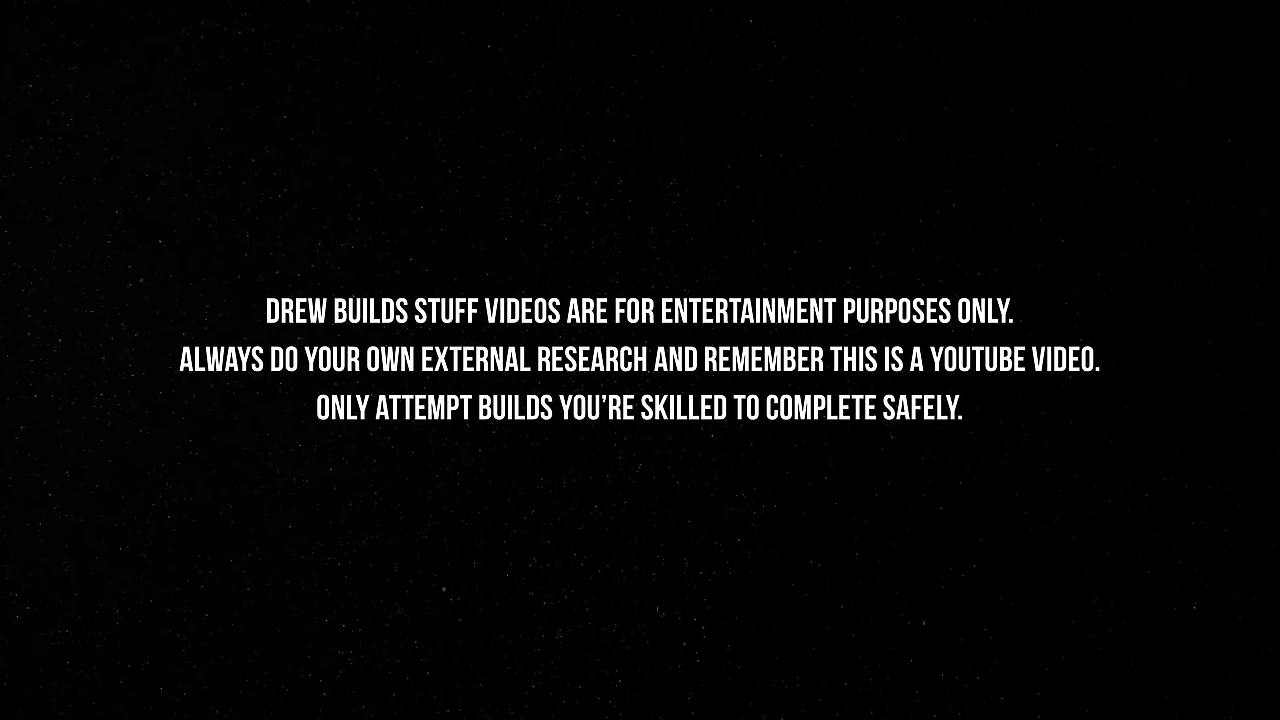 DREW BUILDS STUFF VIDEOS ARE FOR ENTERTAINMENT PURPOSES ONLY.
ALWAYS DO YOUR OWN EXTERNAL RESEARCH AND REMEMBER THIS IS A YOUTUBE VIDEO.
ONLY ATTEMPT BUILDS YOU’RE SKILLED TO COMPLETE SAFELY.